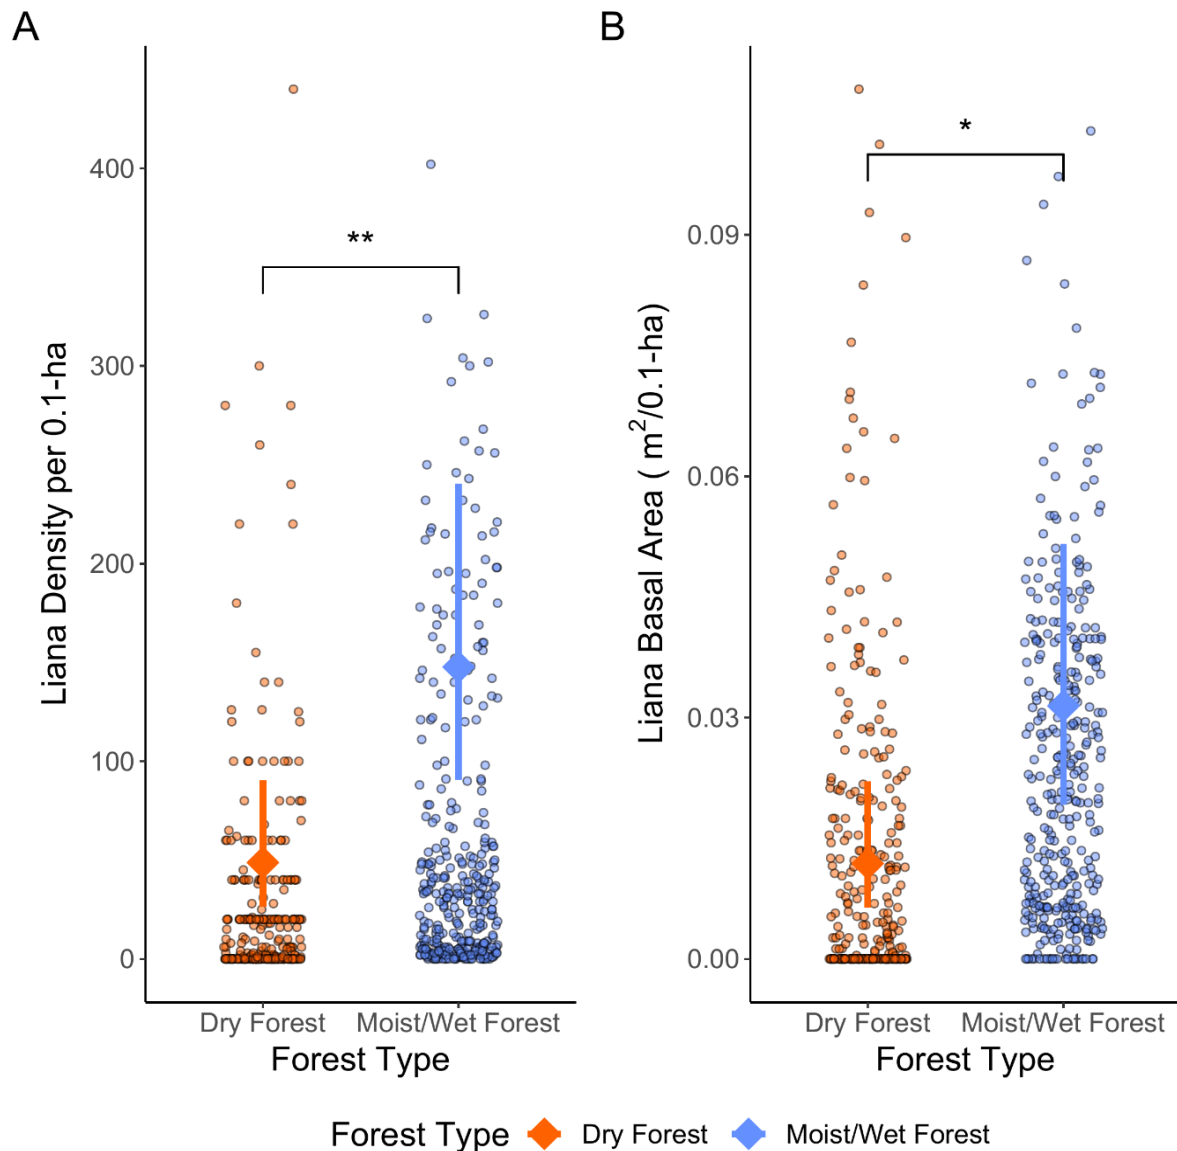 A
B
Liana Density per 0.1-ha
400
300
200
100
0
**
Dry Forest
Moist/Wet Forest
Forest Type
Liana Basal Area ( m²/0.1-ha)
0.09
0.06
0.03
0.00
*
Dry Forest
Moist/Wet Forest
Forest Type
Forest Type Dry Forest Moist/Wet Forest